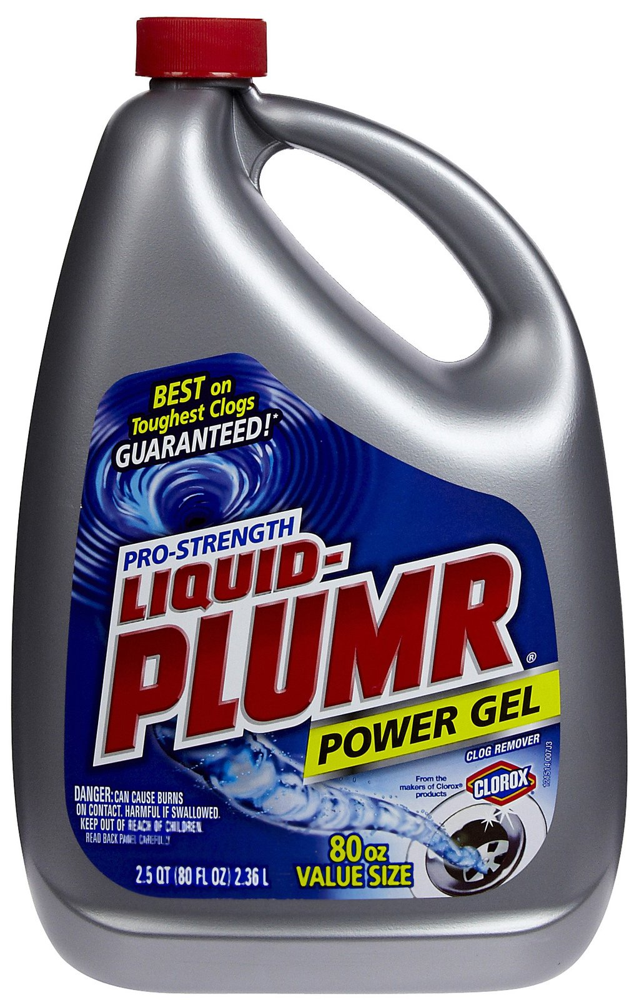 BEST on
Toughest Clogs
GUARANTEED!*
PRO-STRENGTH
LIQUID-
PLUMR®
POWER GEL
CLOG REMOVER
From the
makers of Clorox®
products
CLOROX®
121514.007J3
DANGER: CAN CAUSE BURNS
ON CONTACT. HARMFUL IF SWALLOWED.
KEEP OUT OF REACH OF CHILDREN.
READ BACK PANEL CAREFULLY
80 oz
VALUE SIZE
2.5 QT (80 FL OZ) 2.36 L